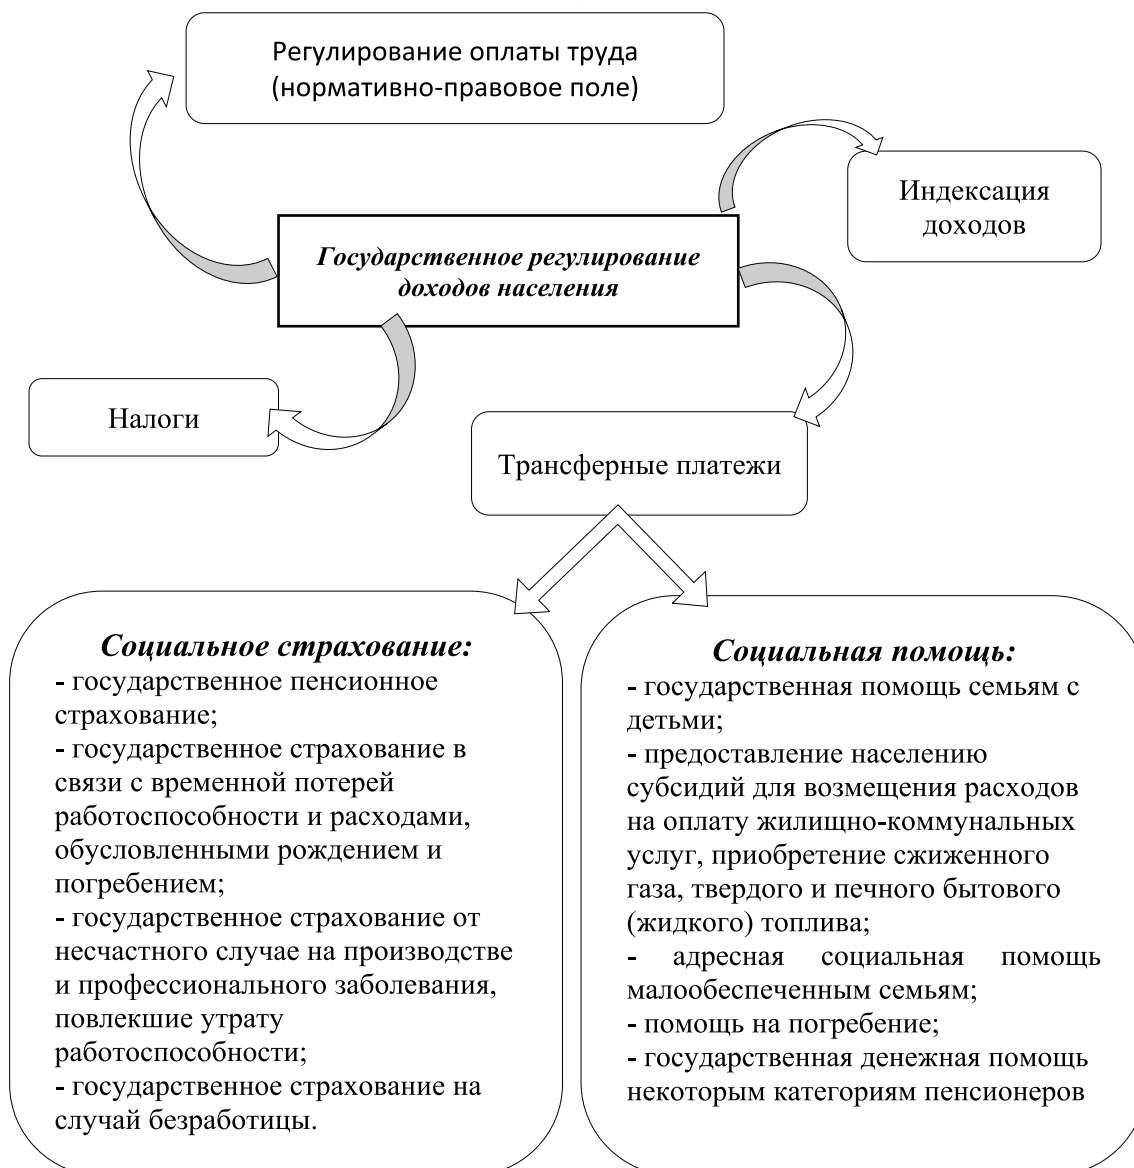 Регулирование оплаты труда
(нормативно-правовое поле)
Индексация
доходов
Государственное регулирование
доходов населения
Налоги
Трансферные платежи
Социальное страхование:
- государственное пенсионное
страхование;
- государственное страхование в
связи с временной потерей
работоспособности и расходами,
обусловленными рождением и
погребением;
- государственное страхование от
несчастного случае на производстве
и профессионального заболевания,
повлекшие утрату
работоспособности;
- государственное страхование на
случай безработицы.
Социальная помощь:
- государственная помощь семьям с
детьми;
- предоставление населению
субсидий для возмещения расходов
на оплату жилищно-коммунальных
услуг, приобретение сжиженного
газа, твердого и печного бытового
(жидкого) топлива;
- адресная социальная помощь
малообеспеченным семьям;
- помощь на погребение;
- государственная денежная помощь
некоторым категориям пенсионеров